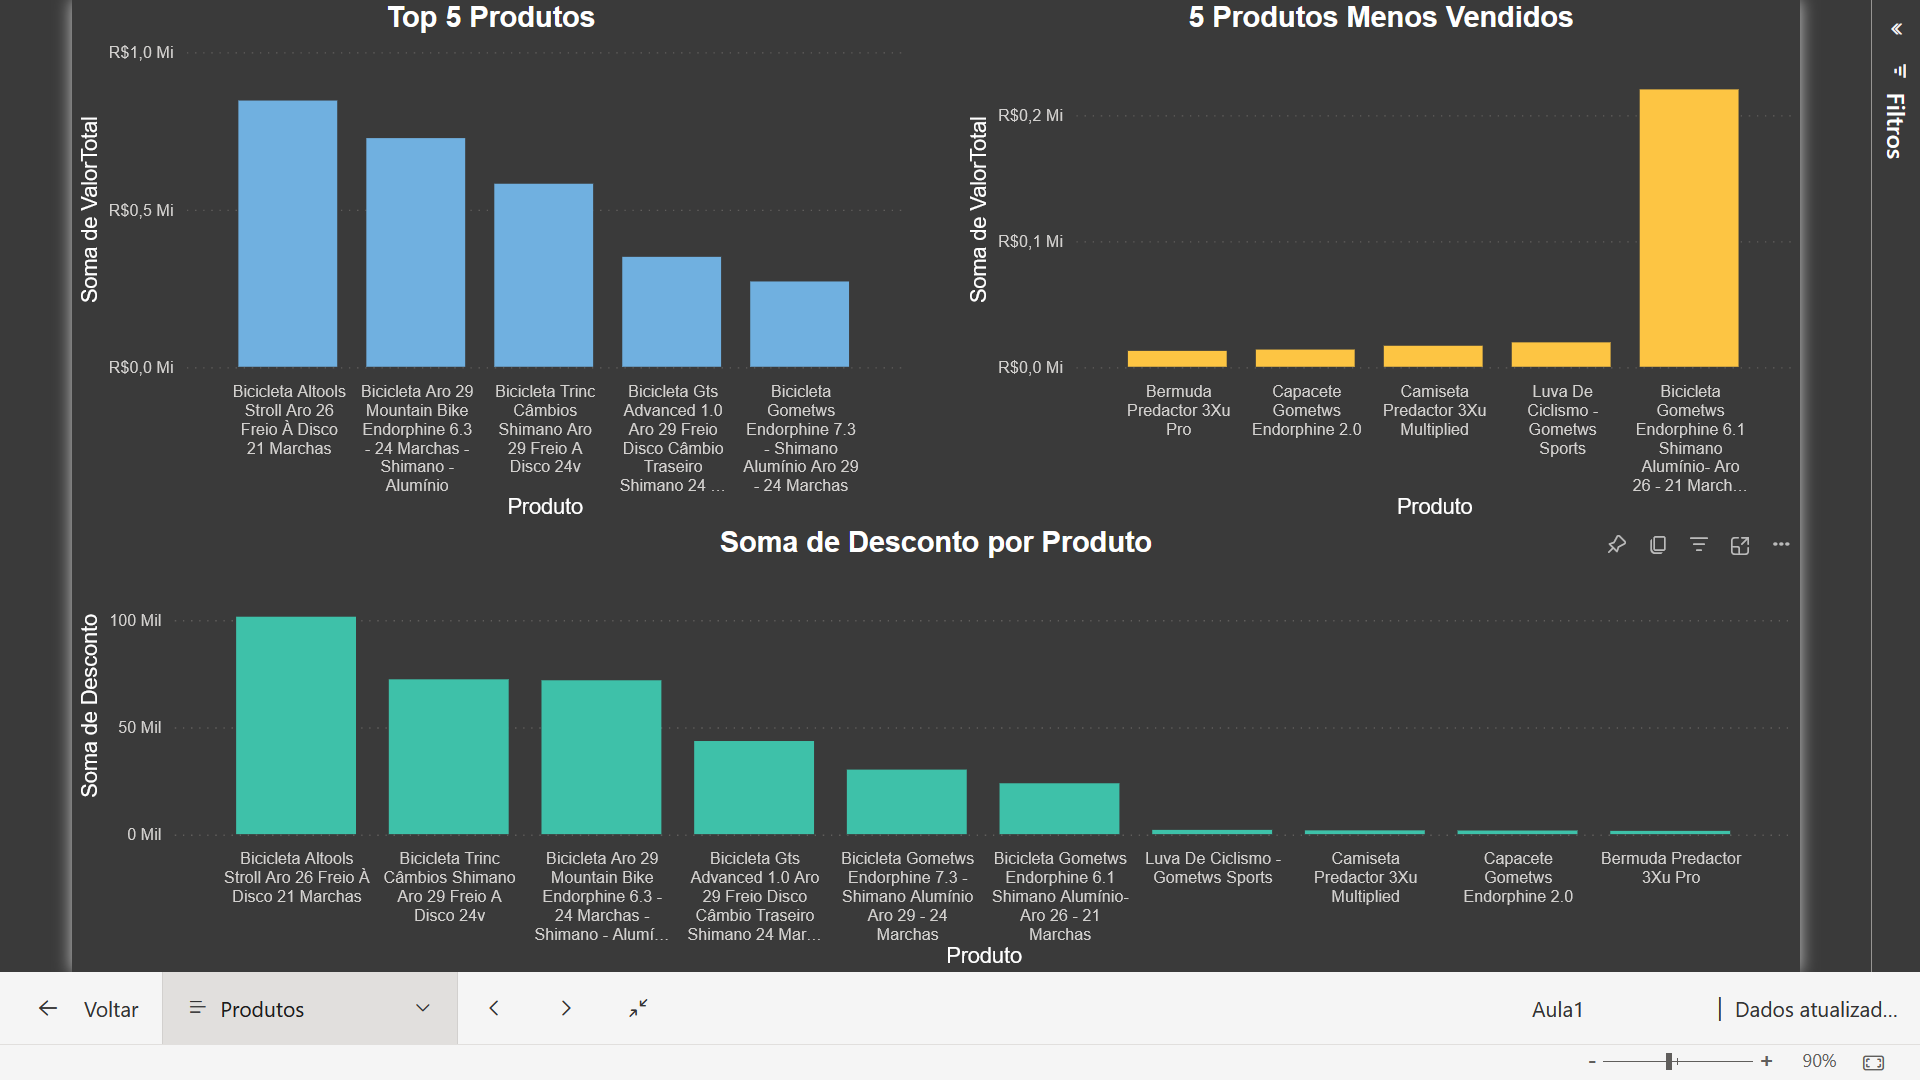 Top 5 Produtos
Soma de ValorTotal
R$1,0 Mi
R$0,5 Mi
R$0,0 Mi
Bicicleta Altools
Stroll Aro 26
Freio À Disco
21 Marchas
Bicicleta Aro 29
Mountain Bike
Endorphine 6.3
- 24 Marchas -
Shimano -
Alumínio
Bicicleta Trinc
Câmbios
Shimano Aro
29 Freio A
Disco 24v
Bicicleta Gts
Advanced 1.0
Aro 29 Freio
Disco Câmbio
Traseiro
Shimano 24 ...
Bicicleta
Gometws
Endorphine 7.3
- Shimano
Alumínio Aro 29
- 24 Marchas
Produto
5 Produtos Menos Vendidos
Soma de ValorTotal
R$0,2 Mi
R$0,1 Mi
R$0,0 Mi
Bermuda
Predactor 3Xu
Pro
Capacete
Gometws
Endorphine 2.0
Camiseta
Predactor 3Xu
Multiplied
Luva De
Ciclismo -
Gometws
Sports
Bicicleta
Gometws
Endorphine 6.1
Shimano
Alumínio- Aro
26 - 21 March...
Produto
Filtros
Soma de Desconto por Produto
Soma de Desconto
100 Mil
50 Mil
0 Mil
Bicicleta Altools
Stroll Aro 26 Freio À
Disco 21 Marchas
Bicicleta Trinc
Câmbios Shimano
Aro 29 Freio A
Disco 24v
Bicicleta Aro 29
Mountain Bike
Endorphine 6.3 -
24 Marchas -
Shimano - Alumí...
Bicicleta Gts
Advanced 1.0 Aro
29 Freio Disco
Câmbio Traseiro
Shimano 24 Mar...
Bicicleta Gometws
Endorphine 7.3 -
Shimano Alumínio
Aro 29 - 24
Marchas
Bicicleta Gometws
Endorphine 6.1
Shimano Alumínio-
Aro 26 - 21
Marchas
Luva De Ciclismo -
Gometws Sports
Camiseta
Predactor 3Xu
Multiplied
Capacete
Gometws
Endorphine 2.0
Bermuda Predactor
3Xu Pro
Produto
Voltar
Produtos
Aula1
| Dados atualizad...
- + 90%